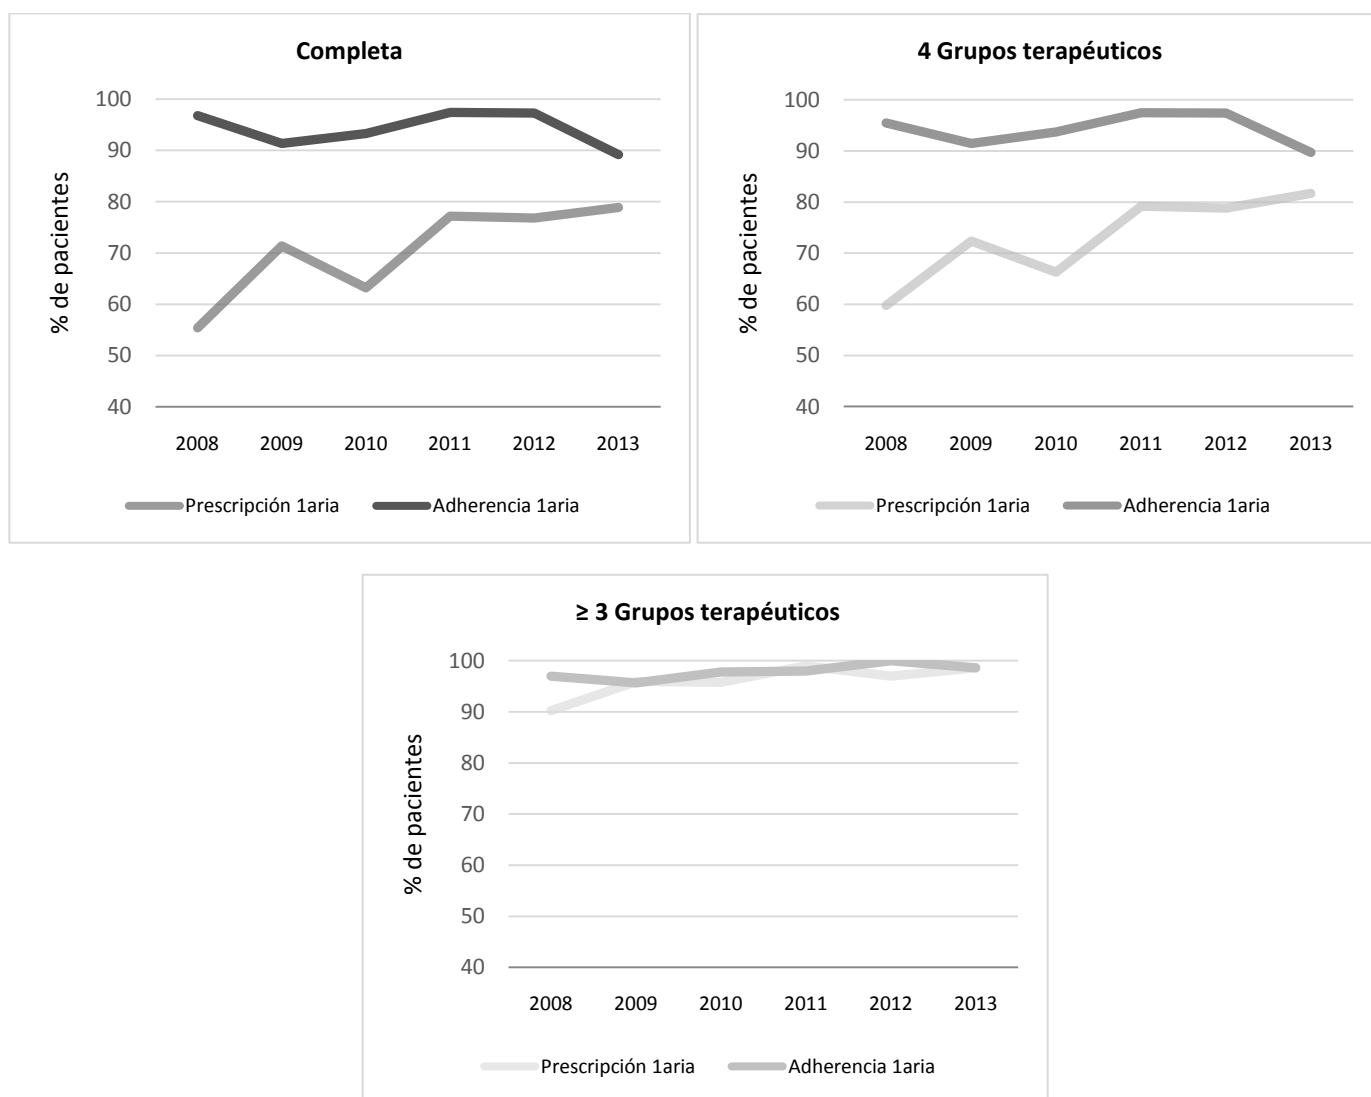 Completa
% de pacientes
100
90
80
70
60
50
40
2008 2009 2010 2011 2012 2013
Prescripción 1aria Adherencia 1aria
4 Grupos terapéuticos
% de pacientes
100
90
80
70
60
50
40
2008 2009 2010 2011 2012 2013
Prescripción 1aria Adherencia 1aria
≥ 3 Grupos terapéuticos
% de pacientes
100
90
80
70
60
50
40
2008 2009 2010 2011 2012 2013
Prescripción 1aria Adherencia 1aria